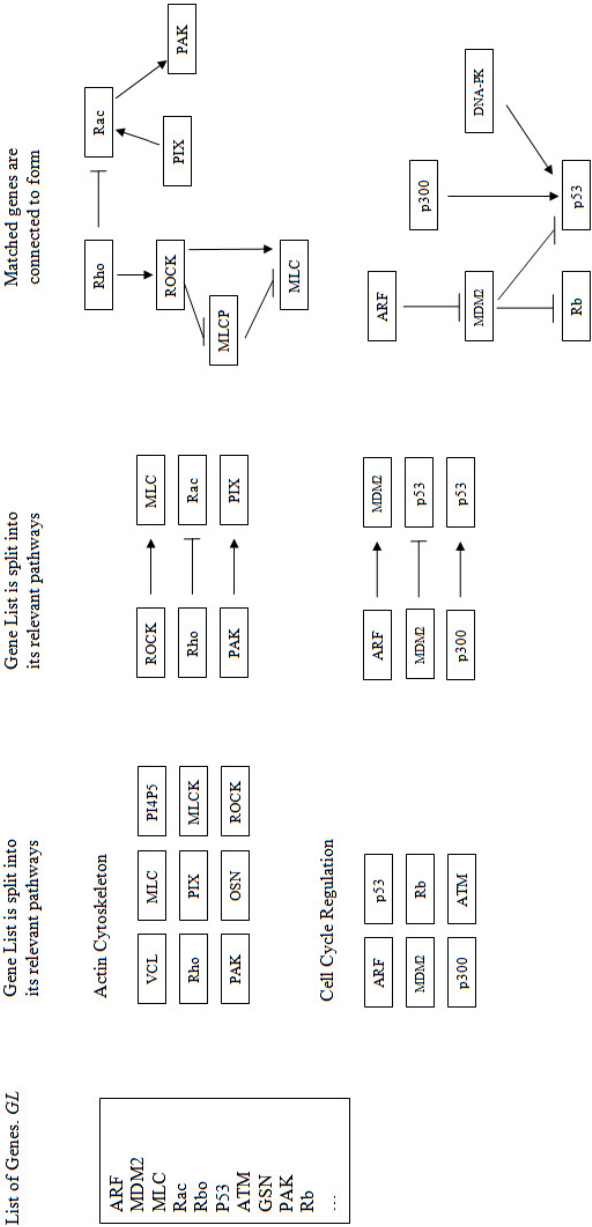 List of Genes. GL
ARF
MDM2
MLC
Rac
Rbo
P53
ATM
GSN
PAK
Rb
...
Gene List is split into
its relevant pathways
Actin Cytoskeleton
VCL MLC PI4P5
Rho PIX MLCK
PAK OSN ROCK
Cell Cycle Regulation
ARF p53
MDM2 Rb
p300 ATM
Gene List is split into
its relevant pathways
ROCK MLC
Rho Rac
PAK PIX
ARF MDM2
MDM2 p53
p300 p53
Matched genes are
connected to form
Rho Rac PAK
PIX
ROCK
MLCP
MLC
ARF p300 DNA-PK
MDM2
Rb p53